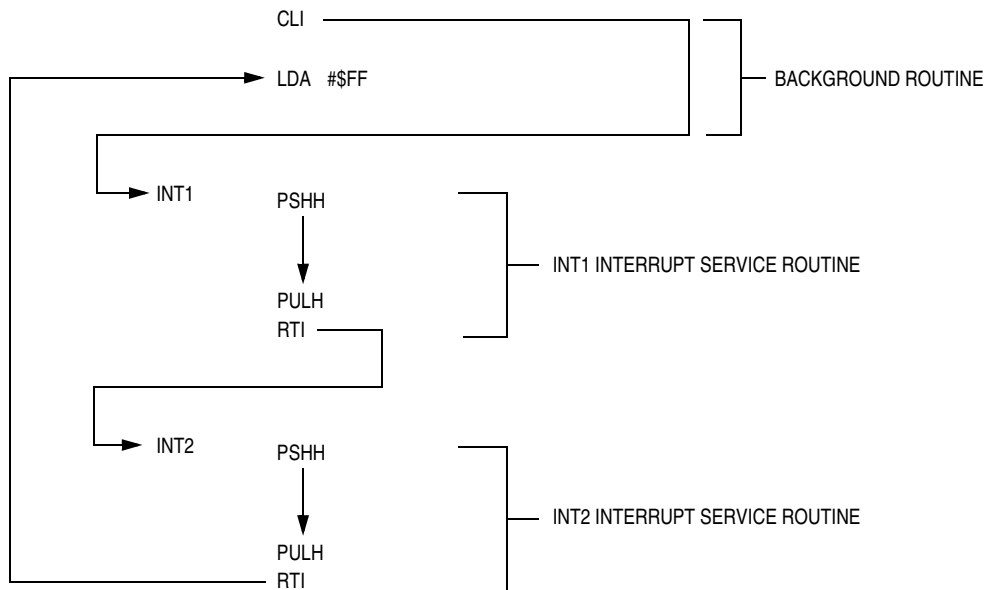 CLI
LDA #$FF
BACKGROUND ROUTINE
INT1
PSHH
INT1 INTERRUPT SERVICE ROUTINE
PULH
RTI
INT2
PSHH
INT2 INTERRUPT SERVICE ROUTINE
PULH
RTI